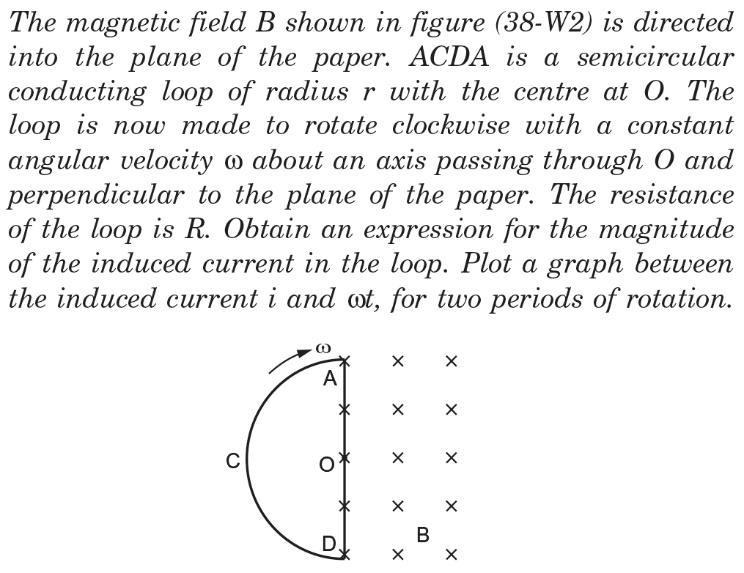 The magnetic field B shown in figure (38-W2) is directed
into the plane of the paper. ACDA is a semicircular
conducting loop of radius r with the centre at O. The
loop is now made to rotate clockwise with a constant
angular velocity ω about an axis passing through O and
perpendicular to the plane of the paper. The resistance
of the loop is R. Obtain an expression for the magnitude
of the induced current in the loop. Plot a graph between
the induced current i and ωt, for two periods of rotation.
ω
A
C
O
D
B